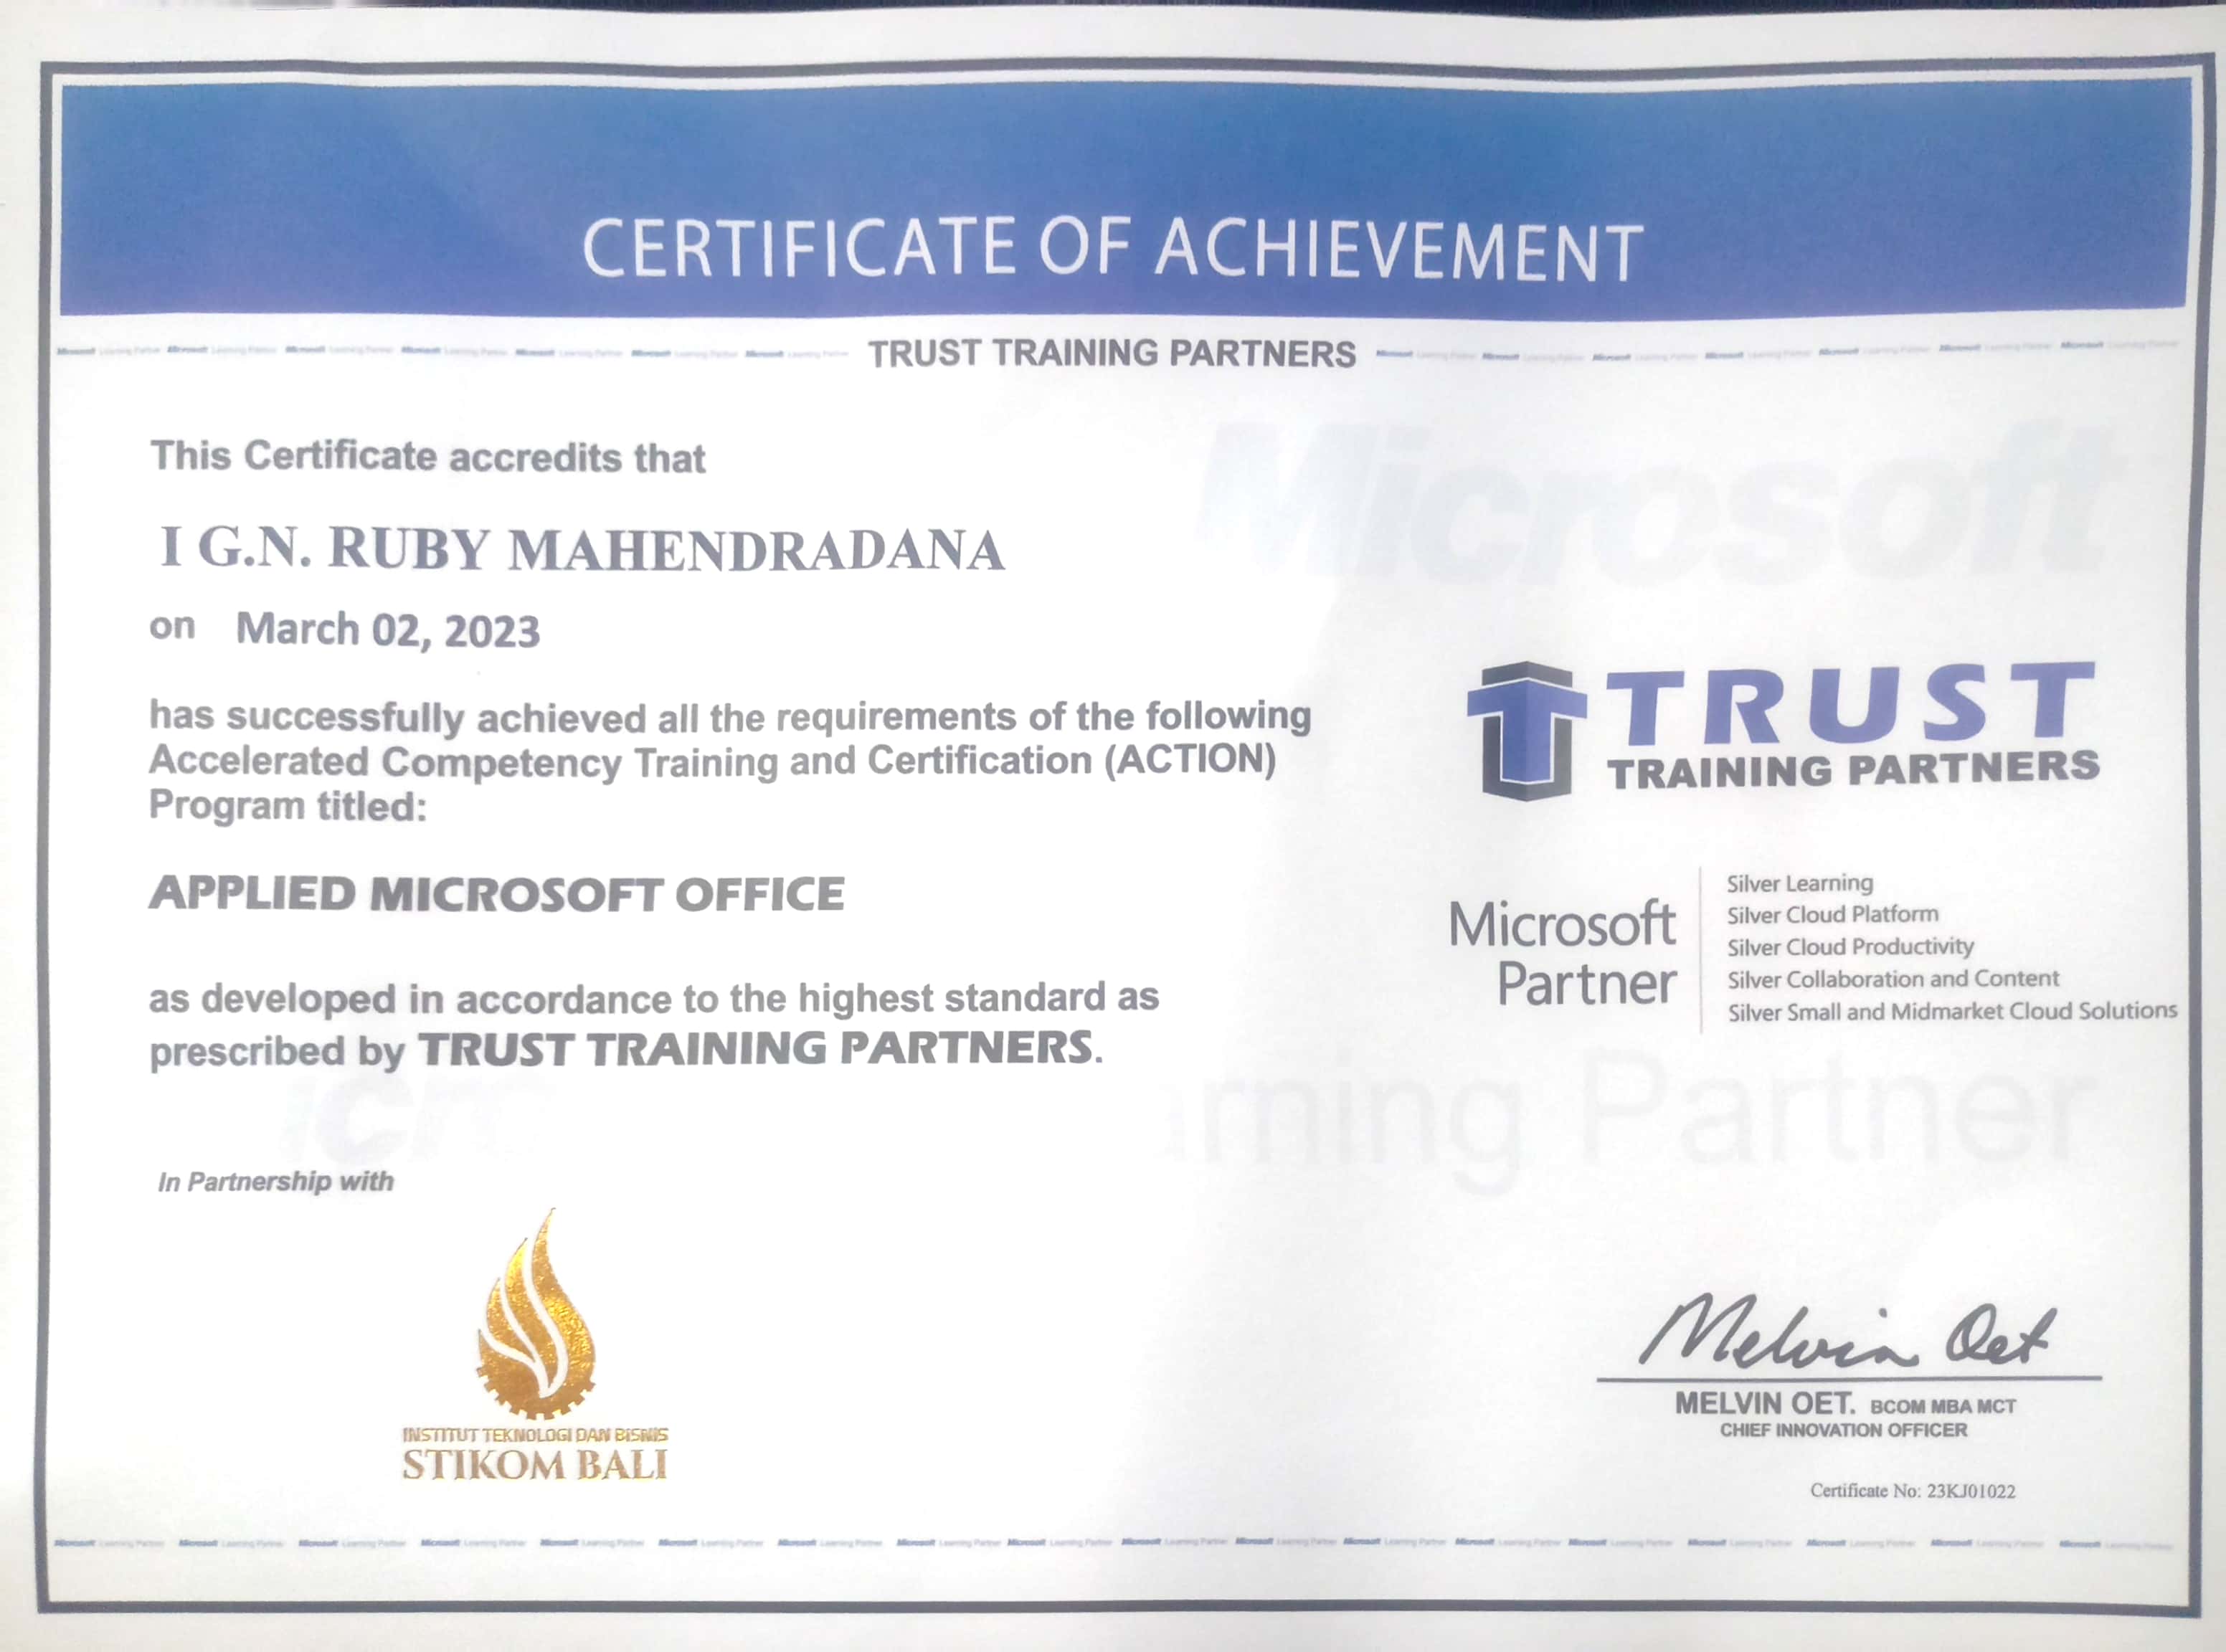 CERTIFICATE OF ACHIEVEMENT
TRUST TRAINING PARTNERS
This Certificate accredits that
I G.N. RUBY MAHENDRADANA
on March 02, 2023
has successfully achieved all the requirements of the following
Accelerated Competency Training and Certification (ACTION)
Program titled:
APPLIED MICROSOFT OFFICE
as developed in accordance to the highest standard as
prescribed by TRUST TRAINING PARTNERS.
In Partnership with
INSTITUT TEKNOLOGI DAN BISNIS
STIKOM BALI
Microsoft
TRUST
TRAINING PARTNERS
Microsoft
Partner
Silver Learning
Silver Cloud Platform
Silver Cloud Productivity
Silver Collaboration and Content
Silver Small and Midmarket Cloud Solutions
Partner
Melvin Oet
MELVIN OET. BCOM MBA MCT
CHIEF INNOVATION OFFICER
Certificate No: 23KJ01022